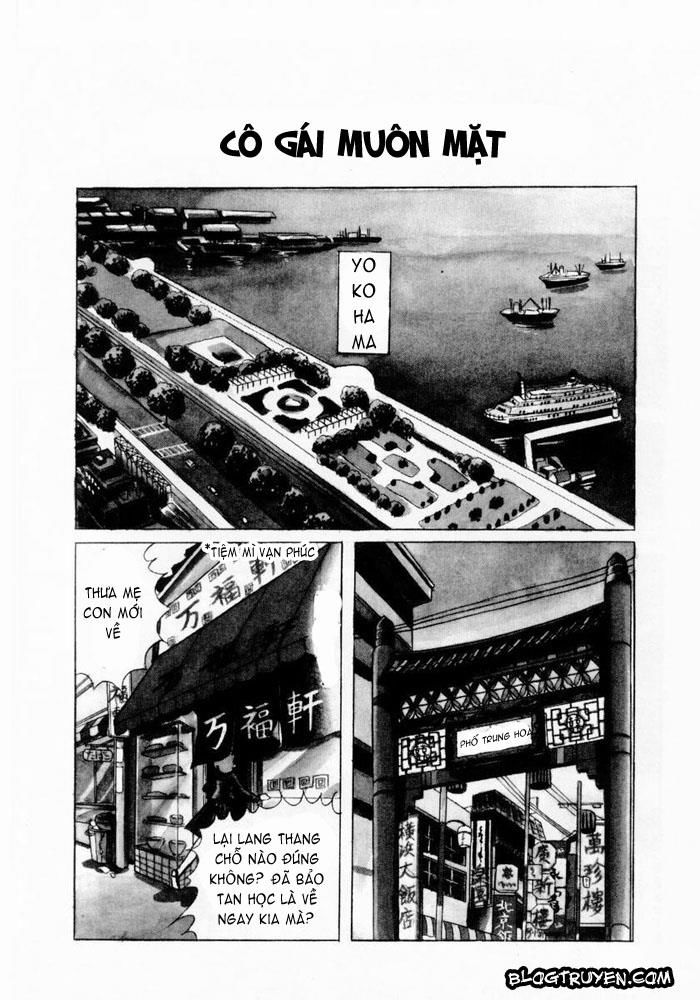 CÔ GÁI MUÔN MẶT
YO
KO
HA
MA
PHỐ TRUNG HOA
橫浜大飯店
萬珍樓
*TIỆM MÌ VẠN PHÚC
THƯA MẸ
CON MỚI
VỀ
万福軒
万福軒
LẠI LANG THANG
CHỖ NÀO ĐÚNG
KHÔNG? ĐÃ BẢO
TAN HỌC LÀ VỀ
NGAY KIA MÀ?
BLOGTRUYEN.COM